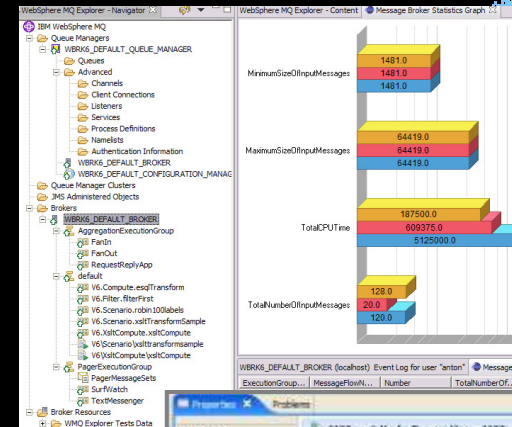 WebSphere MQ Explorer - Navigator
IBM WebSphere MQ
Queue Managers
WBRK6_DEFAULT_QUEUE_MANAGER
Queues
Advanced
Channels
Client Connections
Listeners
Services
Process Definitions
Namelists
Authentication Information
WBRK6_DEFAULT_BROKER
WBRK6_DEFAULT_CONFIGURATION_MANAG
Queue Manager Clusters
JMS Administered Objects
Brokers
WBRK6_DEFAULT_BROKER
AggregationExecutionGroup
FanIn
FanOut
RequestReplyApp
default
V6.Compute.esqlTransform
V6.Filter.filterFirst
V6.Scenario.robin100labels
V6.Scenario.xsltTransformSample
V6.XsltCompute.xsltCompute
V6\Scenario\xsltTransformsample
V6\XsltCompute\xsltCompute
PagerExecutionGroup
PagerMessageSets
SurfWatch
TextMessenger
Broker Resources
WMQ Explorer Tests Data
WebSphere MQ Explorer - Content
Message Broker Statistics Graph
MinimumSizeOfInputMessages
1481.0
1481.0
1481.0
MaximumSizeOfInputMessages
64419.0
64419.0
64419.0
TotalCPUTime
187500.0
609375.0
5125000.0
TotalNumberOfInputMessages
128.0
20.0
120.0
WBRK6_DEFAULT_BROKER (localhost) Event Log for user "anton"
Message
ExecutionGroup... MessageFlowN... Number TotalNumberOf..
Properties
Problems